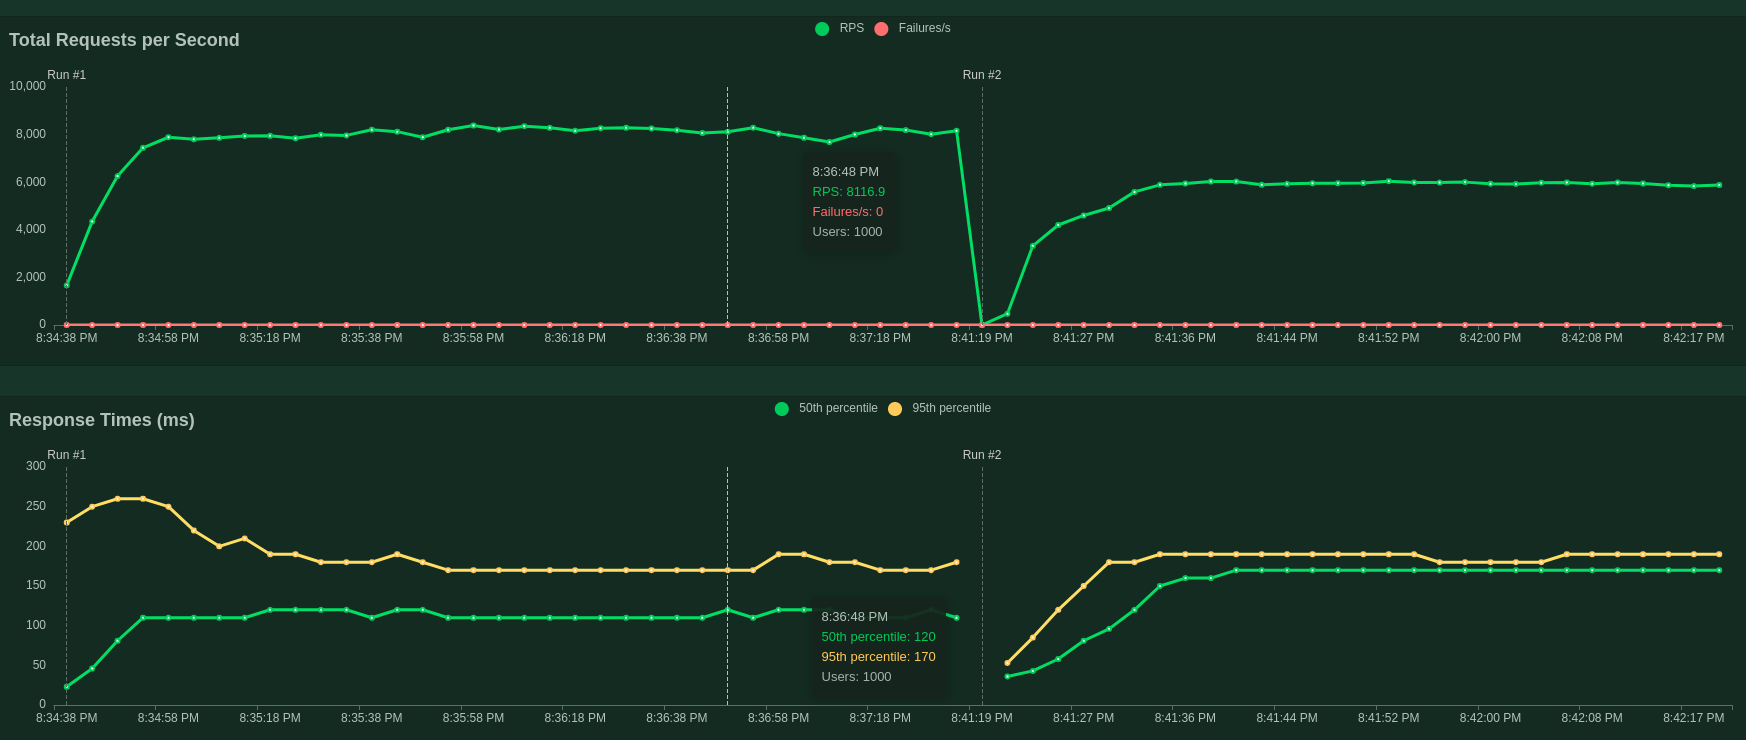 RPS Failures/s
Total Requests per Second
Run #1 Run #2
10,000
8,000
6,000
4,000
2,000
0
8:36:48 PM
RPS: 8116.9
Failures/s: 0
Users: 1000
8:34:38 PM 8:34:58 PM 8:35:18 PM 8:35:38 PM 8:35:58 PM 8:36:18 PM 8:36:38 PM 8:36:58 PM 8:37:18 PM 8:41:19 PM 8:41:27 PM 8:41:36 PM 8:41:44 PM 8:41:52 PM 8:42:00 PM 8:42:08 PM 8:42:17 PM
50th percentile 95th percentile
Response Times (ms)
Run #1 Run #2
300
250
200
150
100
50
0
8:36:48 PM
50th percentile: 120
95th percentile: 170
Users: 1000
8:34:38 PM 8:34:58 PM 8:35:18 PM 8:35:38 PM 8:35:58 PM 8:36:18 PM 8:36:38 PM 8:36:58 PM 8:37:18 PM 8:41:19 PM 8:41:27 PM 8:41:36 PM 8:41:44 PM 8:41:52 PM 8:42:00 PM 8:42:08 PM 8:42:17 PM